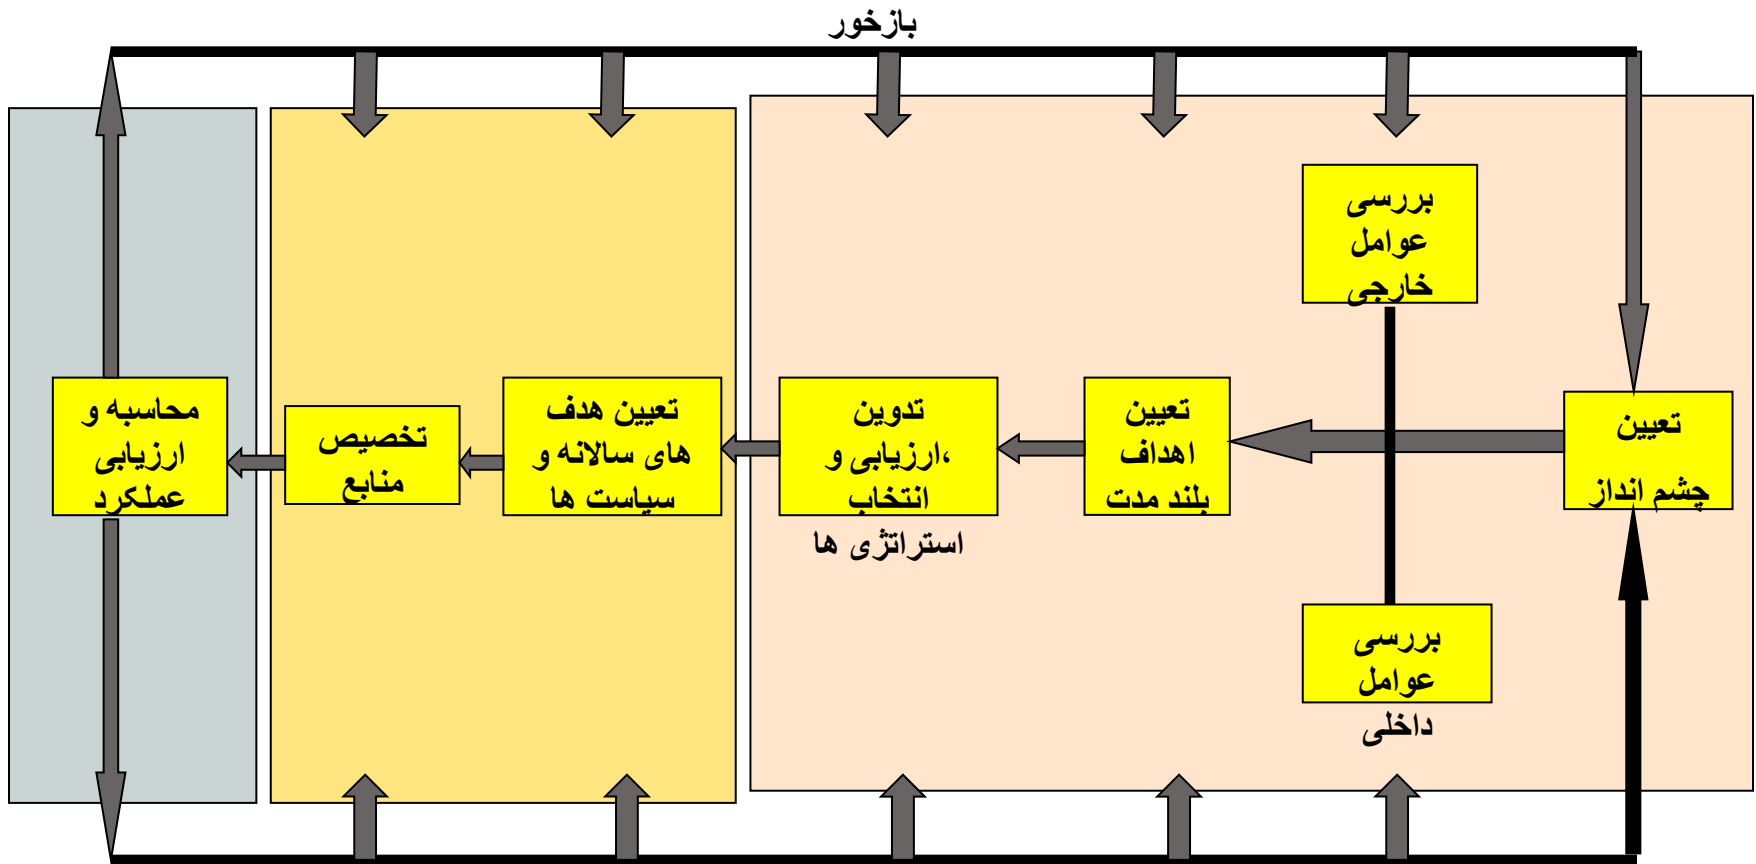 بازخور
بررسی
عوامل
خارجی
تعیین
چشم انداز
تعیین
اهداف
بلند مدت
تدوین
،ارزیابی و
انتخاب
استراتژی ها
تعیین هدف
های سالانه و
سیاست ها
تخصیص
منابع
محاسبه و
ارزیابی
عملکرد
بررسی
عوامل
داخلی